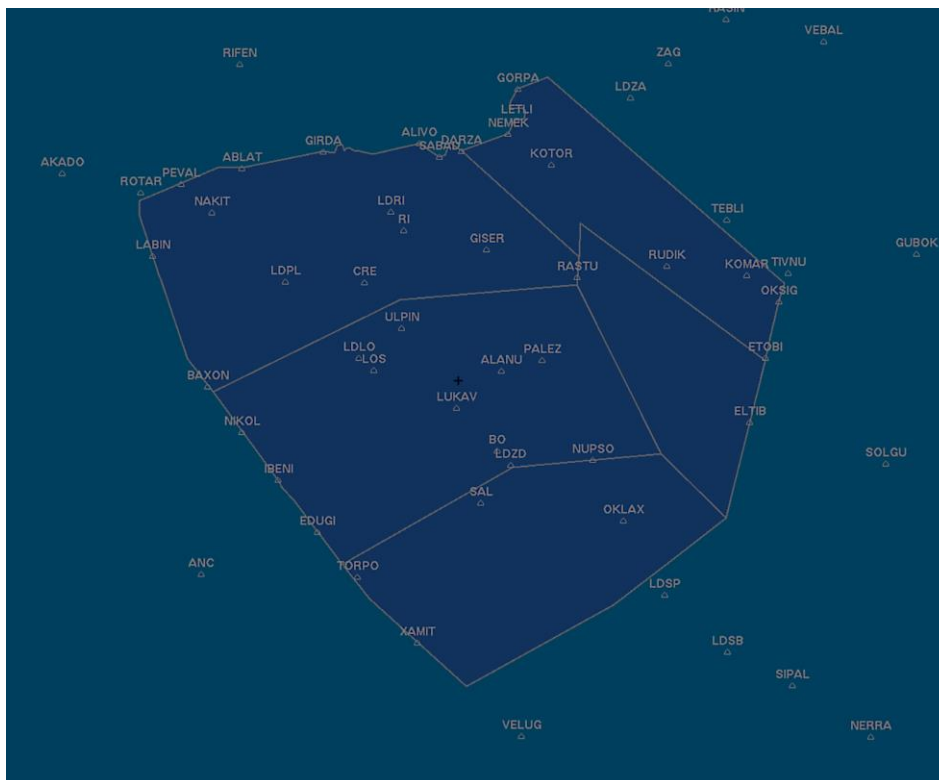 RASIN
VEBAL
RIFEN
ZAG
GORPA
LDZA
LETLI
NEMEK
ALIVO
DARZA
GIRDA
SABAD
KOTOR
ABLAT
AKADO
PEVAL
ROTAR
NAKIT
LDRI
TEBLI
RI
GISER
LABIN
GUBOK
RUDIK
RASTU
KOMAR
TIVNU
LDPL
CRE
OKSIG
ULPIN
LDLO
LOS
ALANU
PALEZ
ETOBI
BAXON
LUKAV
NIKOL
ELTIB
BO
LDZD
NUPSO
SOLGU
IBENI
SAL
OKLAX
EDUGI
ANC
TORPO
LDSP
XAMIT
LDSB
SIPAL
VELUG
NERRA